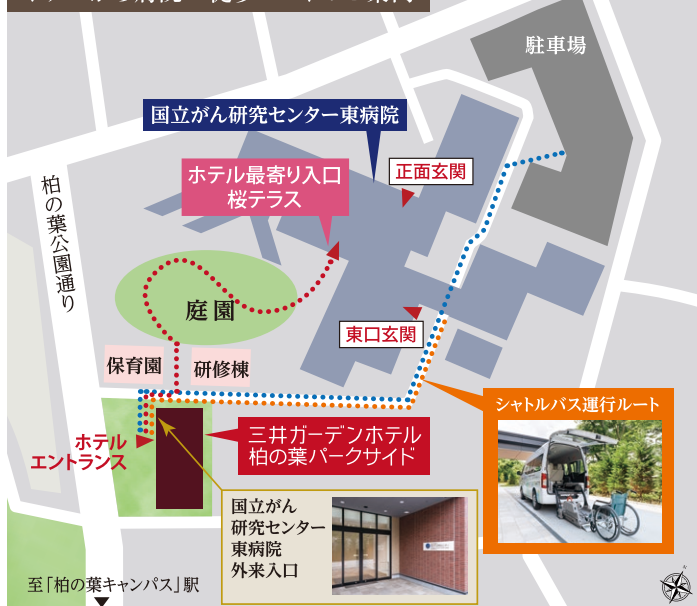 駐車場
国立がん研究センター東病院
正面玄関
ホテル最寄り入口
桜テラス
柏の葉公園通り
庭園
東口玄関
保育園
研修棟
シャトルバス運行ルート
ホテル
エントランス
三井ガーデンホテル
柏の葉パークサイド
国立がん
研究センター
東病院
外来入口
至「柏の葉キャンパス」駅